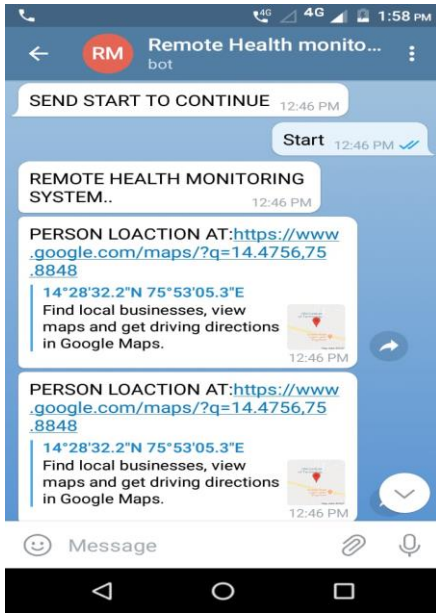 4G 4G 1:58 PM
RM Remote Health monito...
bot
SEND START TO CONTINUE 12:46 PM
Start 12:46 PM
REMOTE HEALTH MONITORING
SYSTEM.. 12:46 PM
PERSON LOACTION AT:https://www
.google.com/maps/?q=14.4756,75
.8848
14°28'32.2"N 75°53'05.3"E
Find local businesses, view
maps and get driving directions
in Google Maps.
12:46 PM
PERSON LOACTION AT:https://www
.google.com/maps/?q=14.4756,75
.8848
14°28'32.2"N 75°53'05.3"E
Find local businesses, view
maps and get driving directions
in Google Maps.
12:46 PM
Message